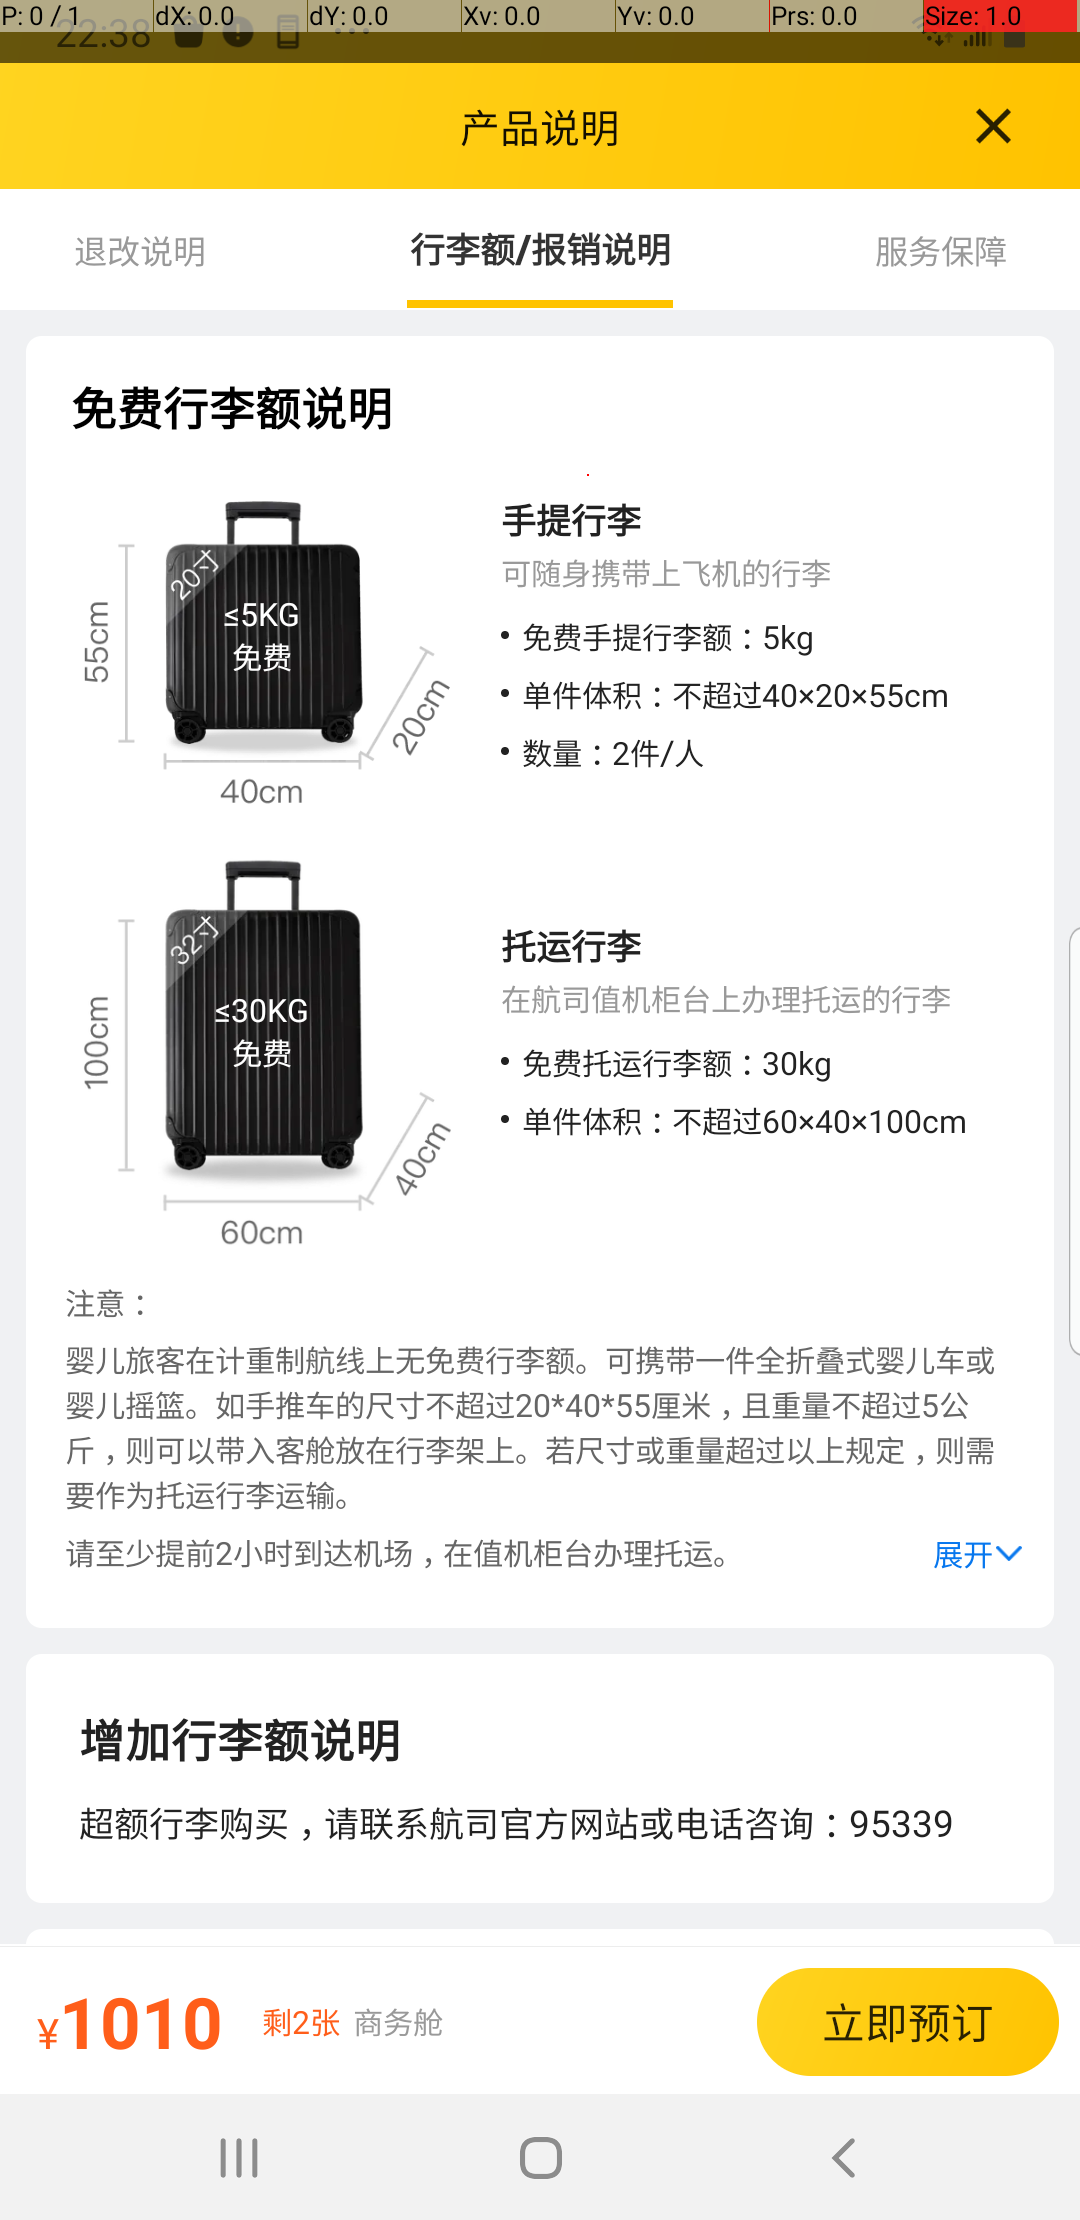 P: 0 / 1
dX: 0.0
dY: 0.0
Xv: 0.0
Yv: 0.0
Prs: 0.0
Size: 1.0
22:38
产品说明
退改说明
行李额/报销说明
服务保障
免费行李额说明
20寸
≤5KG
免费
55cm
20cm
40cm
手提行李
可随身携带上飞机的行李
• 免费手提行李额：5kg
• 单件体积：不超过40×20×55cm
• 数量：2件/人
32寸
≤30KG
免费
100cm
40cm
60cm
托运行李
在航司值机柜台上办理托运的行李
• 免费托运行李额：30kg
• 单件体积：不超过60×40×100cm
注意：
婴儿旅客在计重制航线上无免费行李额。可携带一件全折叠式婴儿车或
婴儿摇篮。如手推车的尺寸不超过20*40*55厘米，且重量不超过5公
斤，则可以带入客舱放在行李架上。若尺寸或重量超过以上规定，则需
要作为托运行李运输。
请至少提前2小时到达机场，在值机柜台办理托运。
展开
增加行李额说明
超额行李购买，请联系航司官方网站或电话咨询：95339
¥1010
剩2张 商务舱
立即预订